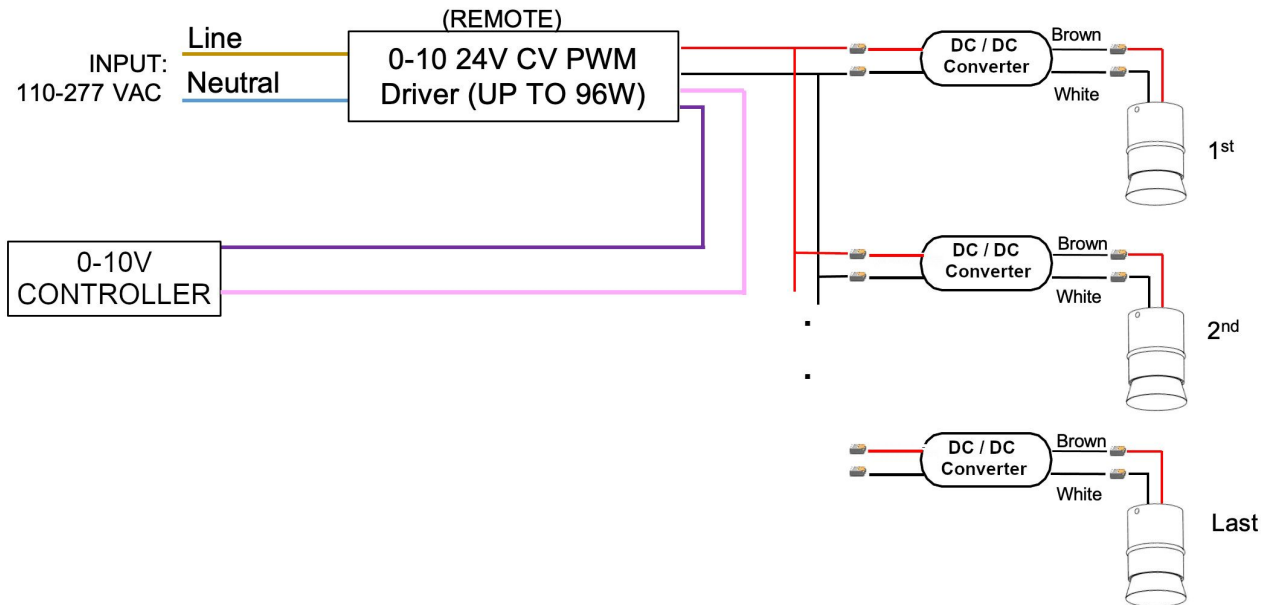 (REMOTE)
Line
INPUT:
110-277 VAC
Neutral
0-10 24V CV PWM
Driver (UP TO 96W)
DC / DC
Converter
Brown
White
1st
0-10V
CONTROLLER
DC / DC
Converter
Brown
White
2nd
.
.
DC / DC
Converter
Brown
White
Last